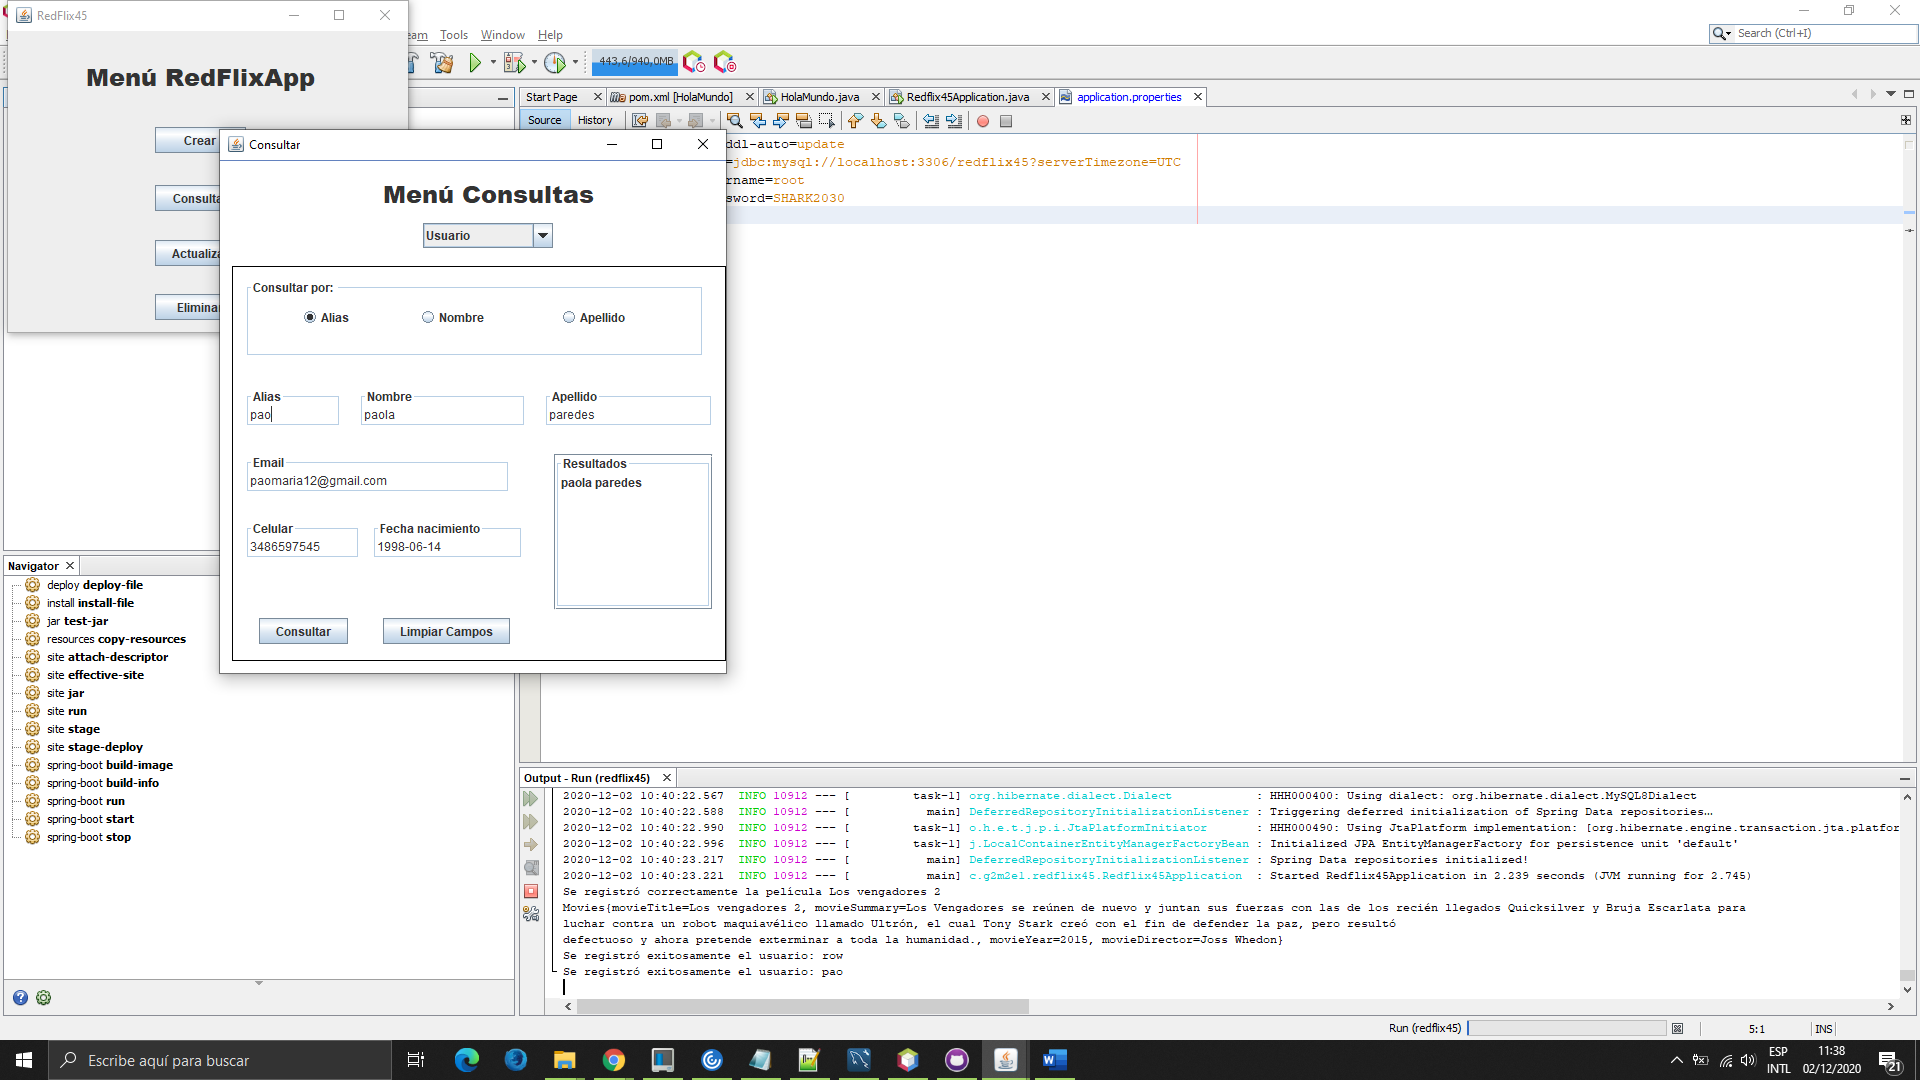 RedFlix45
Menú RedFlixApp
Crear
Consulta
Actualiza
Elimina
eam Tools Window Help
443,6/940,0MB
Search (Ctrl+I)
Start Page
pom.xml [HolaMundo]
HolaMundo.java
Redflix45Application.java
application.properties
Source History
ddl-auto=update
=jdbc:mysql://localhost:3306/redflix45?serverTimezone=UTC
rname=root
sword=SHARK2030
Consultar
Menú Consultas
Usuario
Consultar por:
Alias Nombre Apellido
Alias Nombre Apellido
pao paola paredes
Email
paomaria12@gmail.com
Resultados
paola paredes
Celular Fecha nacimiento
3486597545 1998-06-14
Consultar Limpiar Campos
Navigator
deploy deploy-file
install install-file
jar test-jar
resources copy-resources
site attach-descriptor
site effective-site
site jar
site run
site stage
site stage-deploy
spring-boot build-image
spring-boot build-info
spring-boot run
spring-boot start
spring-boot stop
Output - Run (redflix45)
2020-12-02 10:40:22.567 INFO 10912 --- [ task-1] org.hibernate.dialect.Dialect : HHH000400: Using dialect: org.hibernate.dialect.MySQL8Dialect
2020-12-02 10:40:22.588 INFO 10912 --- [ main] DeferredRepositoryInitializationListener : Triggering deferred initialization of Spring Data repositories…
2020-12-02 10:40:22.990 INFO 10912 --- [ task-1] o.h.e.t.j.p.i.JtaPlatformInitiator : HHH000490: Using JtaPlatform implementation: [org.hibernate.engine.transaction.jta.platfor
2020-12-02 10:40:22.996 INFO 10912 --- [ task-1] j.LocalContainerEntityManagerFactoryBean : Initialized JPA EntityManagerFactory for persistence unit 'default'
2020-12-02 10:40:23.217 INFO 10912 --- [ main] DeferredRepositoryInitializationListener : Spring Data repositories initialized!
2020-12-02 10:40:23.221 INFO 10912 --- [ main] c.g2m2e1.redflix45.Redflix45Application : Started Redflix45Application in 2.239 seconds (JVM running for 2.745)
Se registró correctamente la película Los vengadores 2
Movies{movieTitle=Los vengadores 2, movieSummary=Los Vengadores se reúnen de nuevo y juntan sus fuerzas con las de los recién llegados Quicksilver y Bruja Escarlata para
luchar contra un robot maquiavélico llamado Ultrón, el cual Tony Stark creó con el fin de defender la paz, pero resultó
defectuoso y ahora pretende exterminar a toda la humanidad., movieYear=2015, movieDirector=Joss Whedon}
Se registró exitosamente el usuario: row
Se registró exitosamente el usuario: pao
Run (redflix45)
5:1
INS
Escribe aquí para buscar
ESP
INTL
11:38
02/12/2020
21